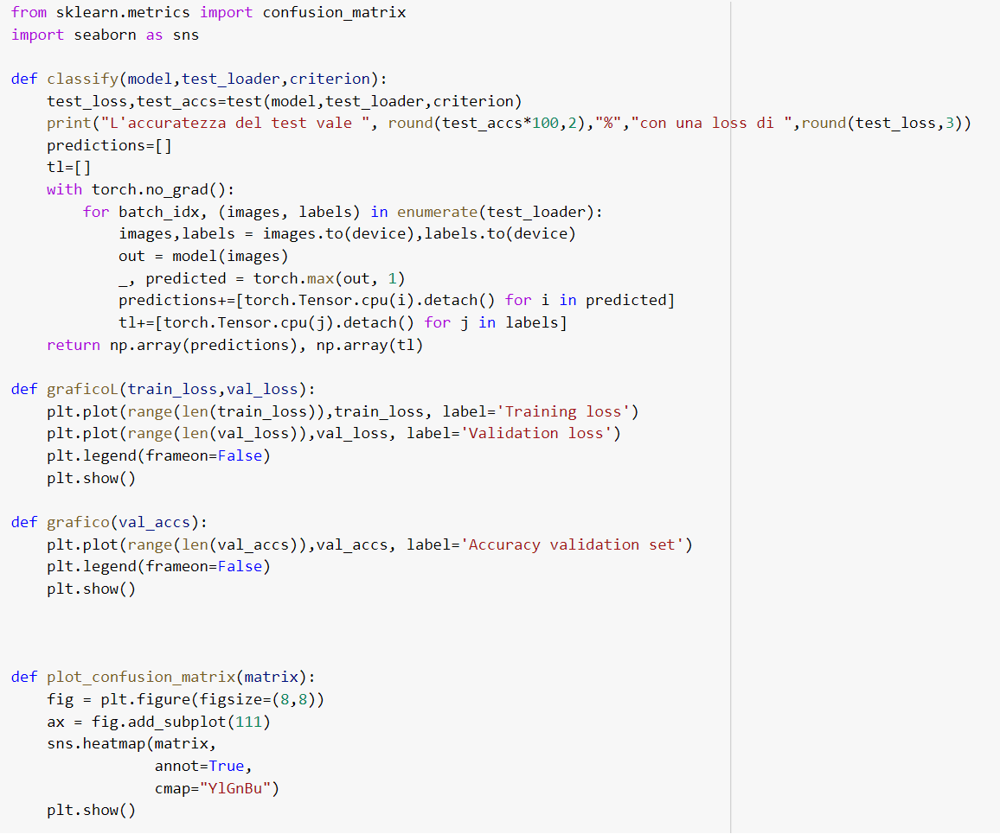 from sklearn.metrics import confusion_matrix
import seaborn as sns

def classify(model,test_loader,criterion):
    test_loss,test_accs=test(model,test_loader,criterion)
    print("L'accuratezza del test vale ", round(test_accs*100,2),"%","con una loss di ",round(test_loss,3))
    predictions=[]
    tl=[]
    with torch.no_grad():
        for batch_idx, (images, labels) in enumerate(test_loader):
            images,labels = images.to(device),labels.to(device)
            out = model(images)
            _, predicted = torch.max(out, 1)
            predictions+=[torch.Tensor.cpu(i).detach() for i in predicted]
            tl+=[torch.Tensor.cpu(j).detach() for j in labels]
    return np.array(predictions), np.array(tl)

def graficoL(train_loss,val_loss):
    plt.plot(range(len(train_loss)),train_loss, label='Training loss')
    plt.plot(range(len(val_loss)),val_loss, label='Validation loss')
    plt.legend(frameon=False)
    plt.show()

def grafico(val_accs):
    plt.plot(range(len(val_accs)),val_accs, label='Accuracy validation set')
    plt.legend(frameon=False)
    plt.show()

def plot_confusion_matrix(matrix):
    fig = plt.figure(figsize=(8,8))
    ax = fig.add_subplot(111)
    sns.heatmap(matrix,
                annot=True,
                cmap="YlGnBu")
    plt.show()